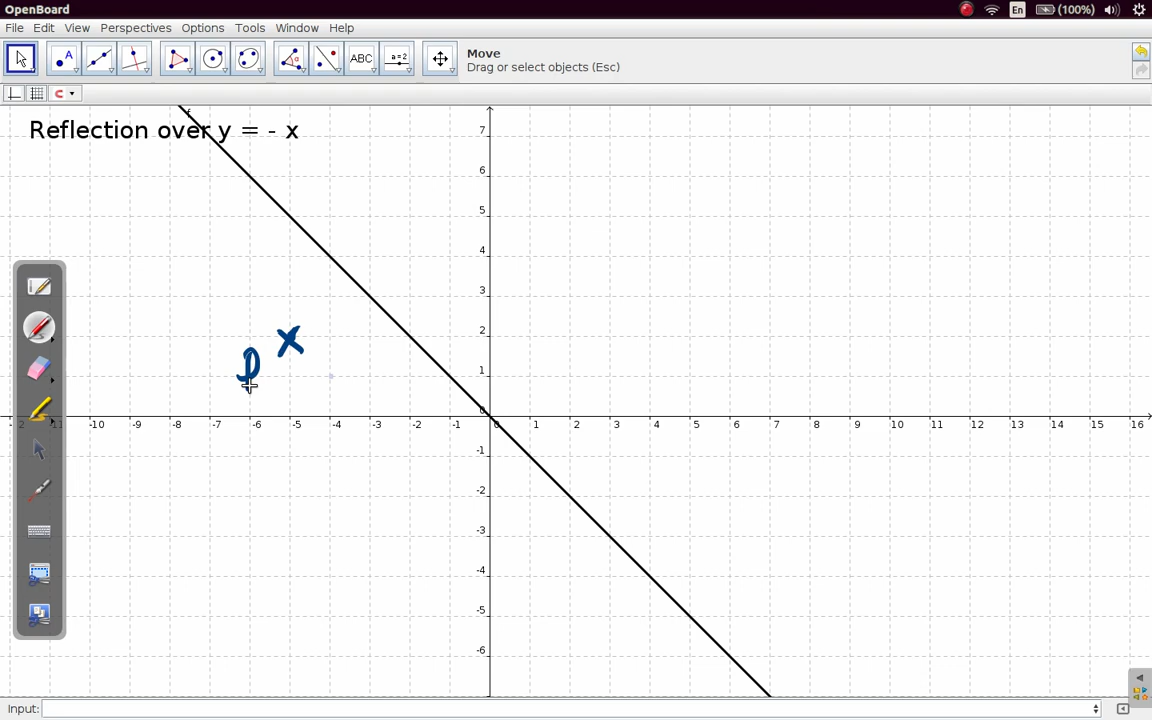 OpenBoard
En (100%)
File Edit View Perspectives Options Tools Window Help
A ABC a=2 Move
Drag or select objects (Esc)
f
Reflection over y = - x
7
6
5
4
3
2
1
0
-10 -9 -8 -7 -6 -5 -4 -3 -2 -1 0 1 2 3 4 5 6 7 8 9 10 11 12 13 14 15 16
-1
-2
-3
-4
-5
-6
x
Input: